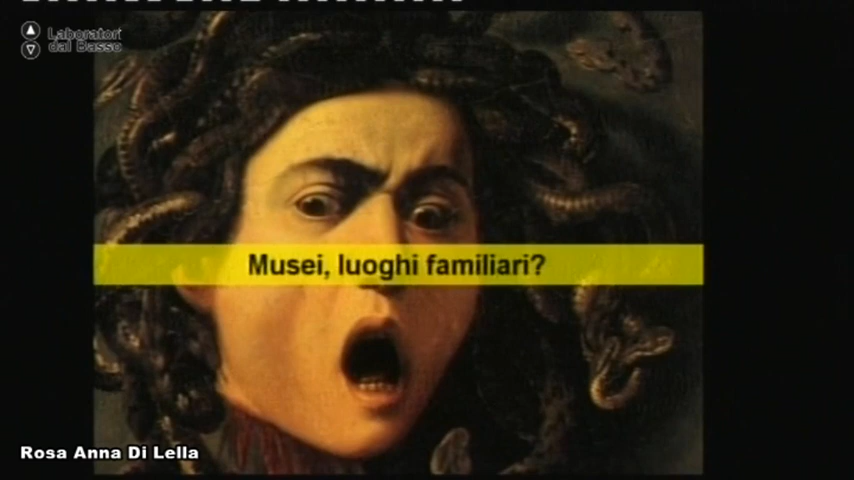 Laboratori
dal Basso
Musei, luoghi familiari?
Rosa Anna Di Lella